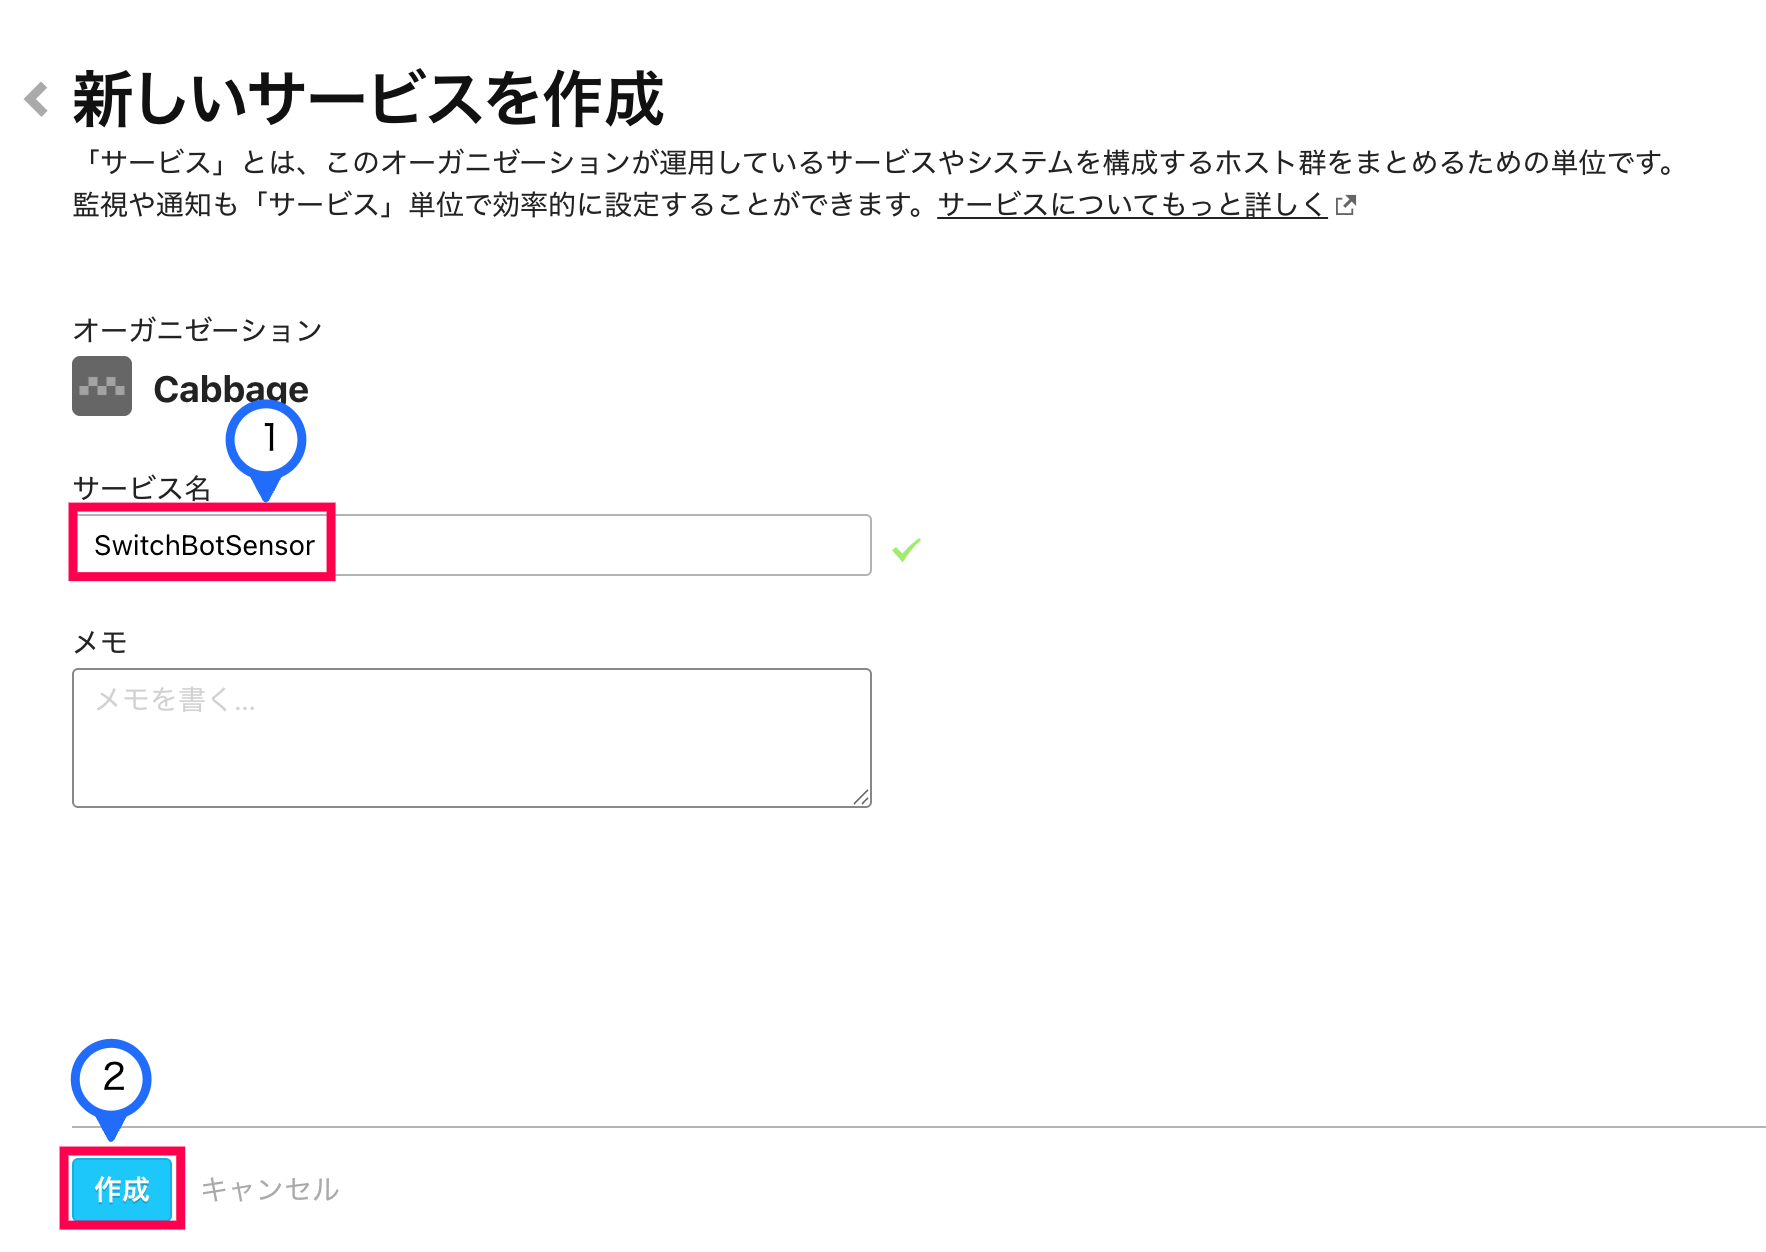 新しいサービスを作成
「サービス」とは、このオーガニゼーションが運用しているサービスやシステムを構成するホスト群をまとめるための単位です。
監視や通知も「サービス」単位で効率的に設定することができます。サービスについてもっと詳しく
オーガニゼーション
Cabbage
1
サービス名
SwitchBotSensor
メモ
メモを書く...
2
作成 キャンセル